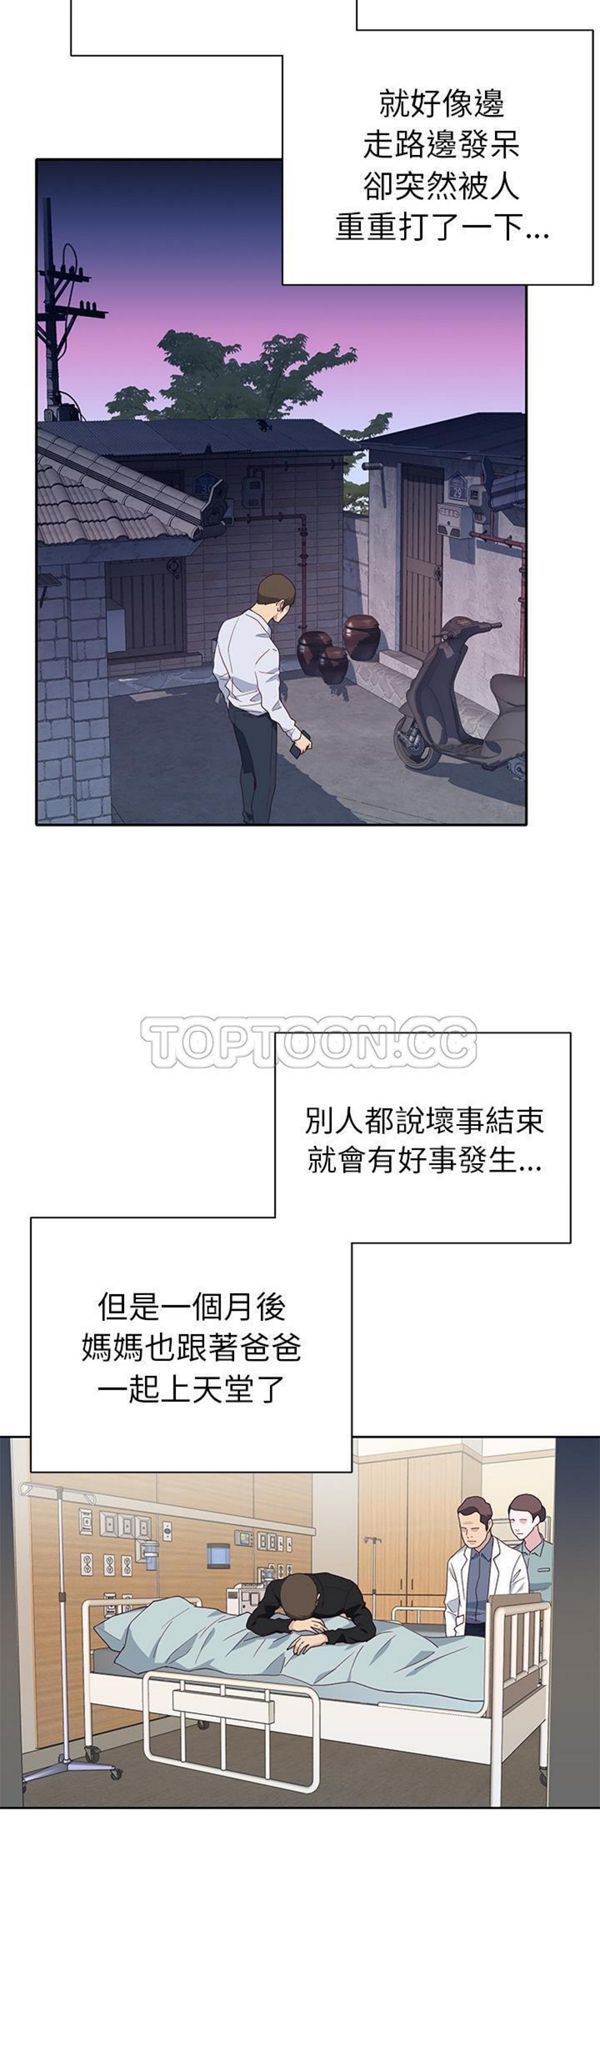 就好像邊
走路邊發呆
卻突然被人
重重打了一下...
29
TOPTOON.CC
別人都說壞事結束
就會有好事發生...
但是一個月後
媽媽也跟著爸爸
一起上天堂了